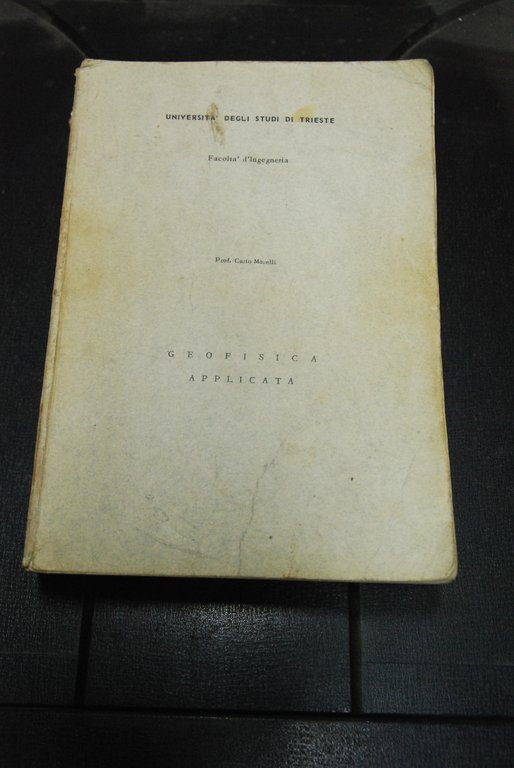 UNIVERSITA' DEGLI STUDI DI TRIESTE
Facolta' d'Ingegneria
Prof. Carlo Morelli
GEOFISICA
APPLICATA